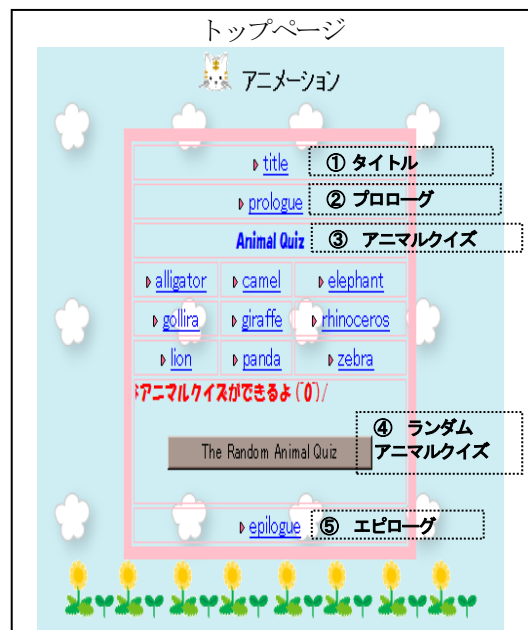 トップページ
アニメーション
title ① タイトル
prologue ② プロローグ
Animal Quiz ③ アニマルクイズ
alligator camel elephant
gollira giraffe rhinoceros
lion panda zebra
アニマルクイズができるよ(^0^)/
④ ランダム
アニマルクイズ
The Random Animal Quiz
epilogue ⑤ エピローグ